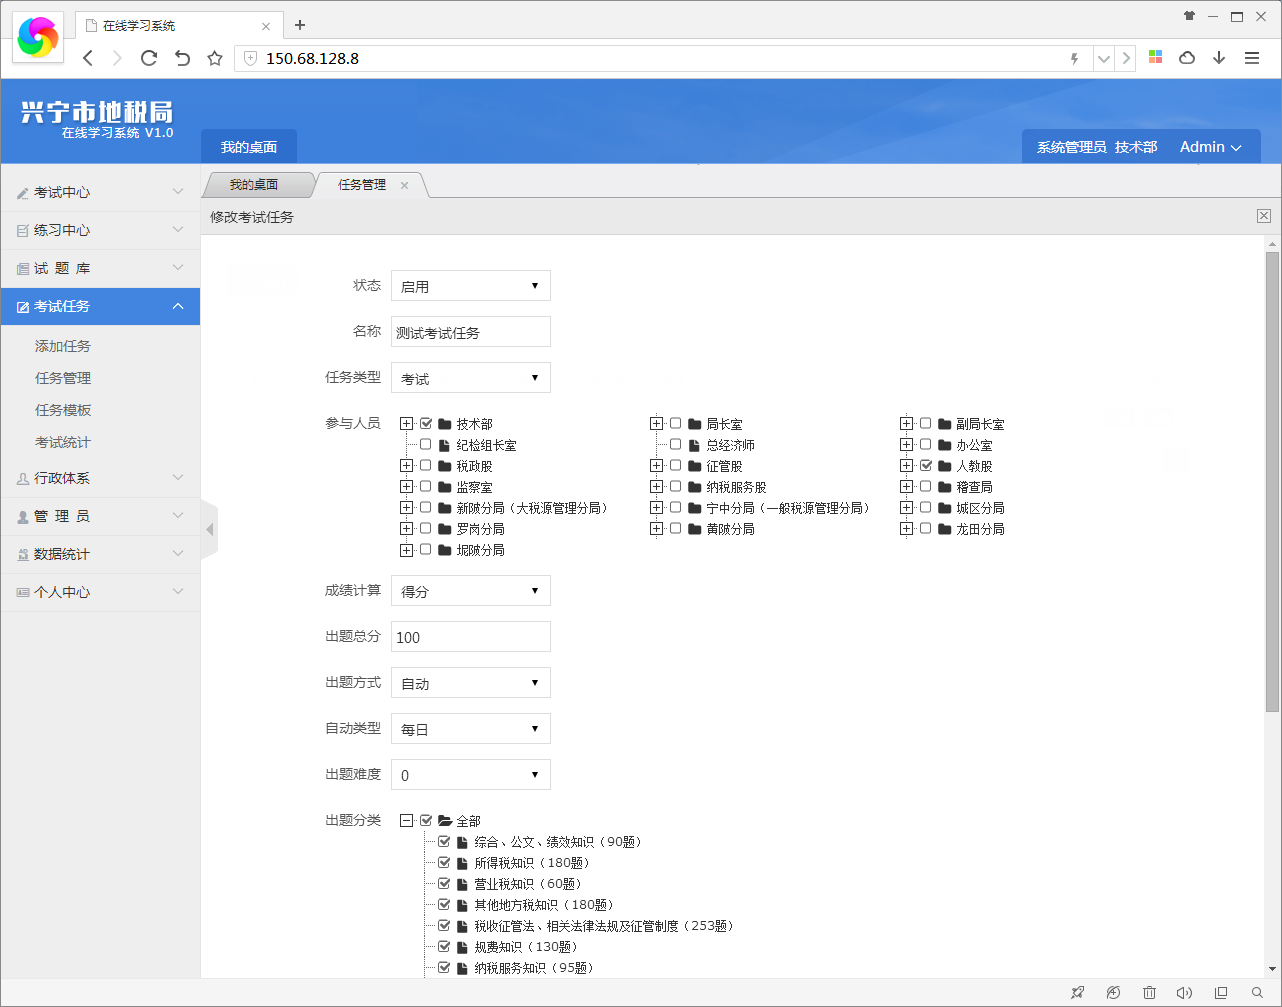 在线学习系统
150.68.128.8
兴宁市地税局
在线学习系统 V1.0
我的桌面
系统管理员 技术部 Admin
考试中心
练习中心
试 题 库
考试任务
添加任务
任务管理
任务模板
考试统计
行政体系
管 理 员
数据统计
个人中心
我的桌面 任务管理
修改考试任务
状态 启用
名称 测试考试任务
任务类型 考试
参与人员 技术部 局长室 副局长室
纪检组长室 总经济师 办公室
税政股 征管股 人教股
监察室 纳税服务股 稽查局
新陂分局（大税源管理分局） 宁中分局（一般税源管理分局） 城区分局
罗岗分局 黄陂分局 龙田分局
坭陂分局
成绩计算 得分
出题总分 100
出题方式 自动
自动类型 每日
出题难度 0
出题分类 全部
综合、公文、绩效知识（90题）
所得税知识（180题）
营业税知识（60题）
其他地方税知识（180题）
税收征管法、相关法律法规及征管制度（253题）
规费知识（130题）
纳税服务知识（95题）